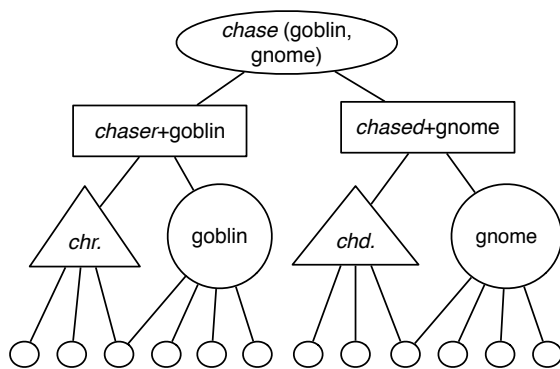 chase (goblin,
gnome)
chaser+goblin
chased+gnome
chr.
goblin
chd.
gnome